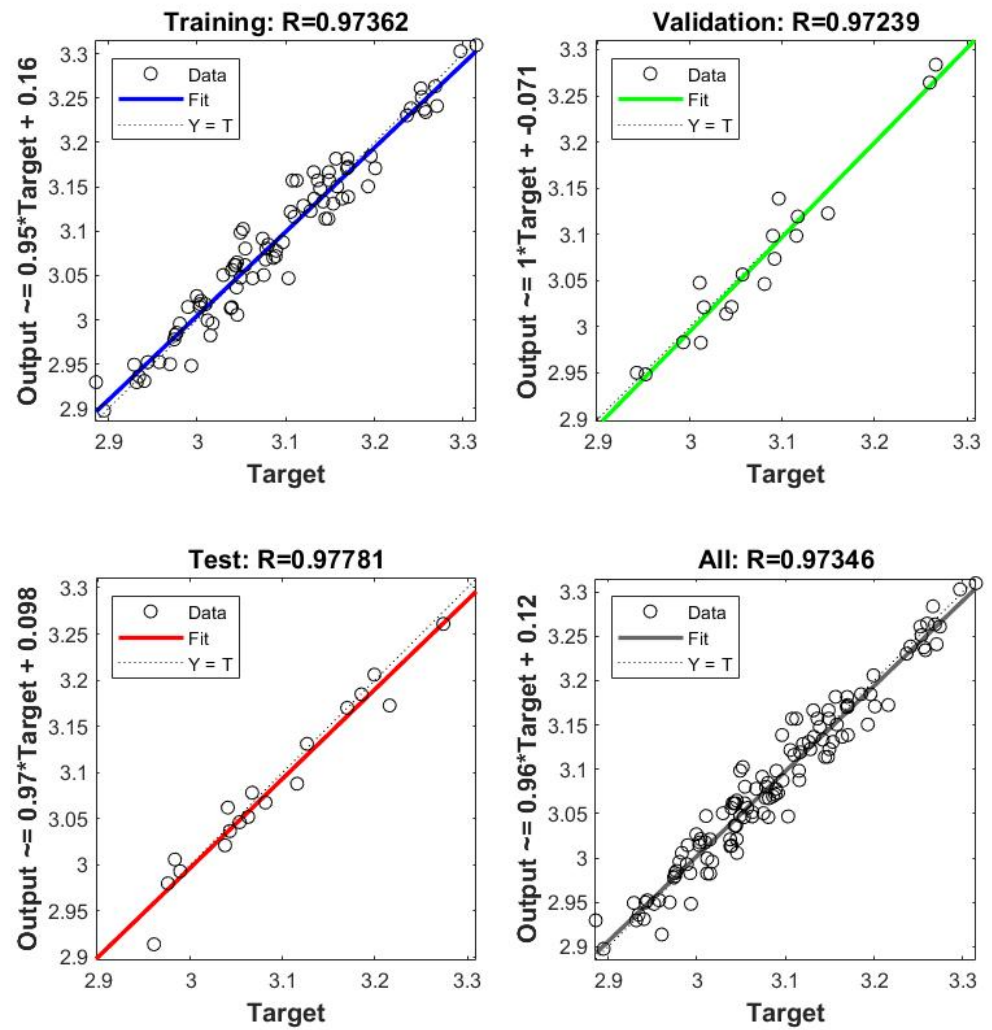 Training: R=0.97362
Output ~= 0.95*Target + 0.16
3.3
3.25
3.2
3.15
3.1
3.05
3
2.95
2.9
Data
Fit
Y = T
2.9 3 3.1 3.2 3.3
Target
Validation: R=0.97239
Output ~= 1*Target + -0.071
3.3
3.25
3.2
3.15
3.1
3.05
3
2.95
2.9
Data
Fit
Y = T
2.9 3 3.1 3.2 3.3
Target
Test: R=0.97781
Output ~= 0.97*Target + 0.098
3.3
3.25
3.2
3.15
3.1
3.05
3
2.95
2.9
Data
Fit
Y = T
2.9 3 3.1 3.2 3.3
Target
All: R=0.97346
Output ~= 0.96*Target + 0.12
3.3
3.25
3.2
3.15
3.1
3.05
3
2.95
2.9
Data
Fit
Y = T
2.9 3 3.1 3.2 3.3
Target